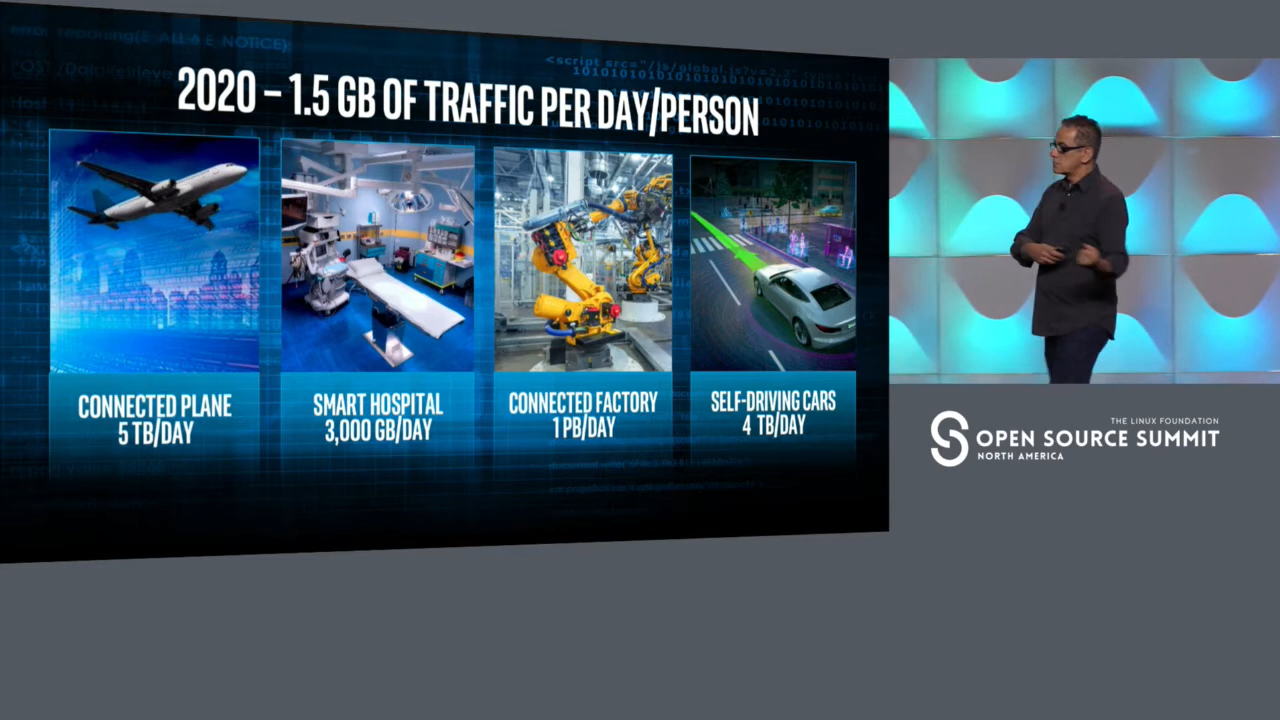 2020 – 1.5 GB OF TRAFFIC PER DAY/PERSON
CONNECTED PLANE
5 TB/DAY
SMART HOSPITAL
3,000 GB/DAY
CONNECTED FACTORY
1 PB/DAY
SELF-DRIVING CARS
4 TB/DAY
THE LINUX FOUNDATION
OPEN SOURCE SUMMIT
NORTH AMERICA